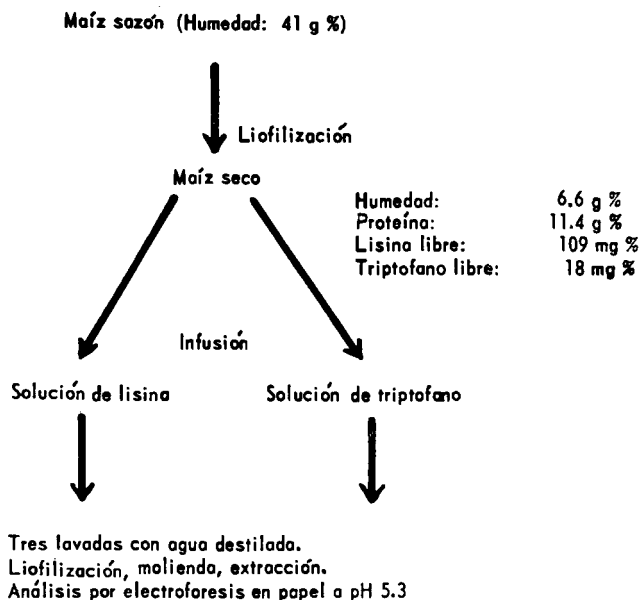 Maíz sazón (Humedad: 41 g %)
Liofilización
Maíz seco
Humedad: 6.6 g %
Proteína: 11.4 g %
Lisina libre: 109 mg %
Triptofano libre: 18 mg %
Infusión
Solución de lisina
Solución de triptofano
Tres lavadas con agua destilada.
Liofilización, molienda, extracción.
Análisis por electroforesis en papel a pH 5.3